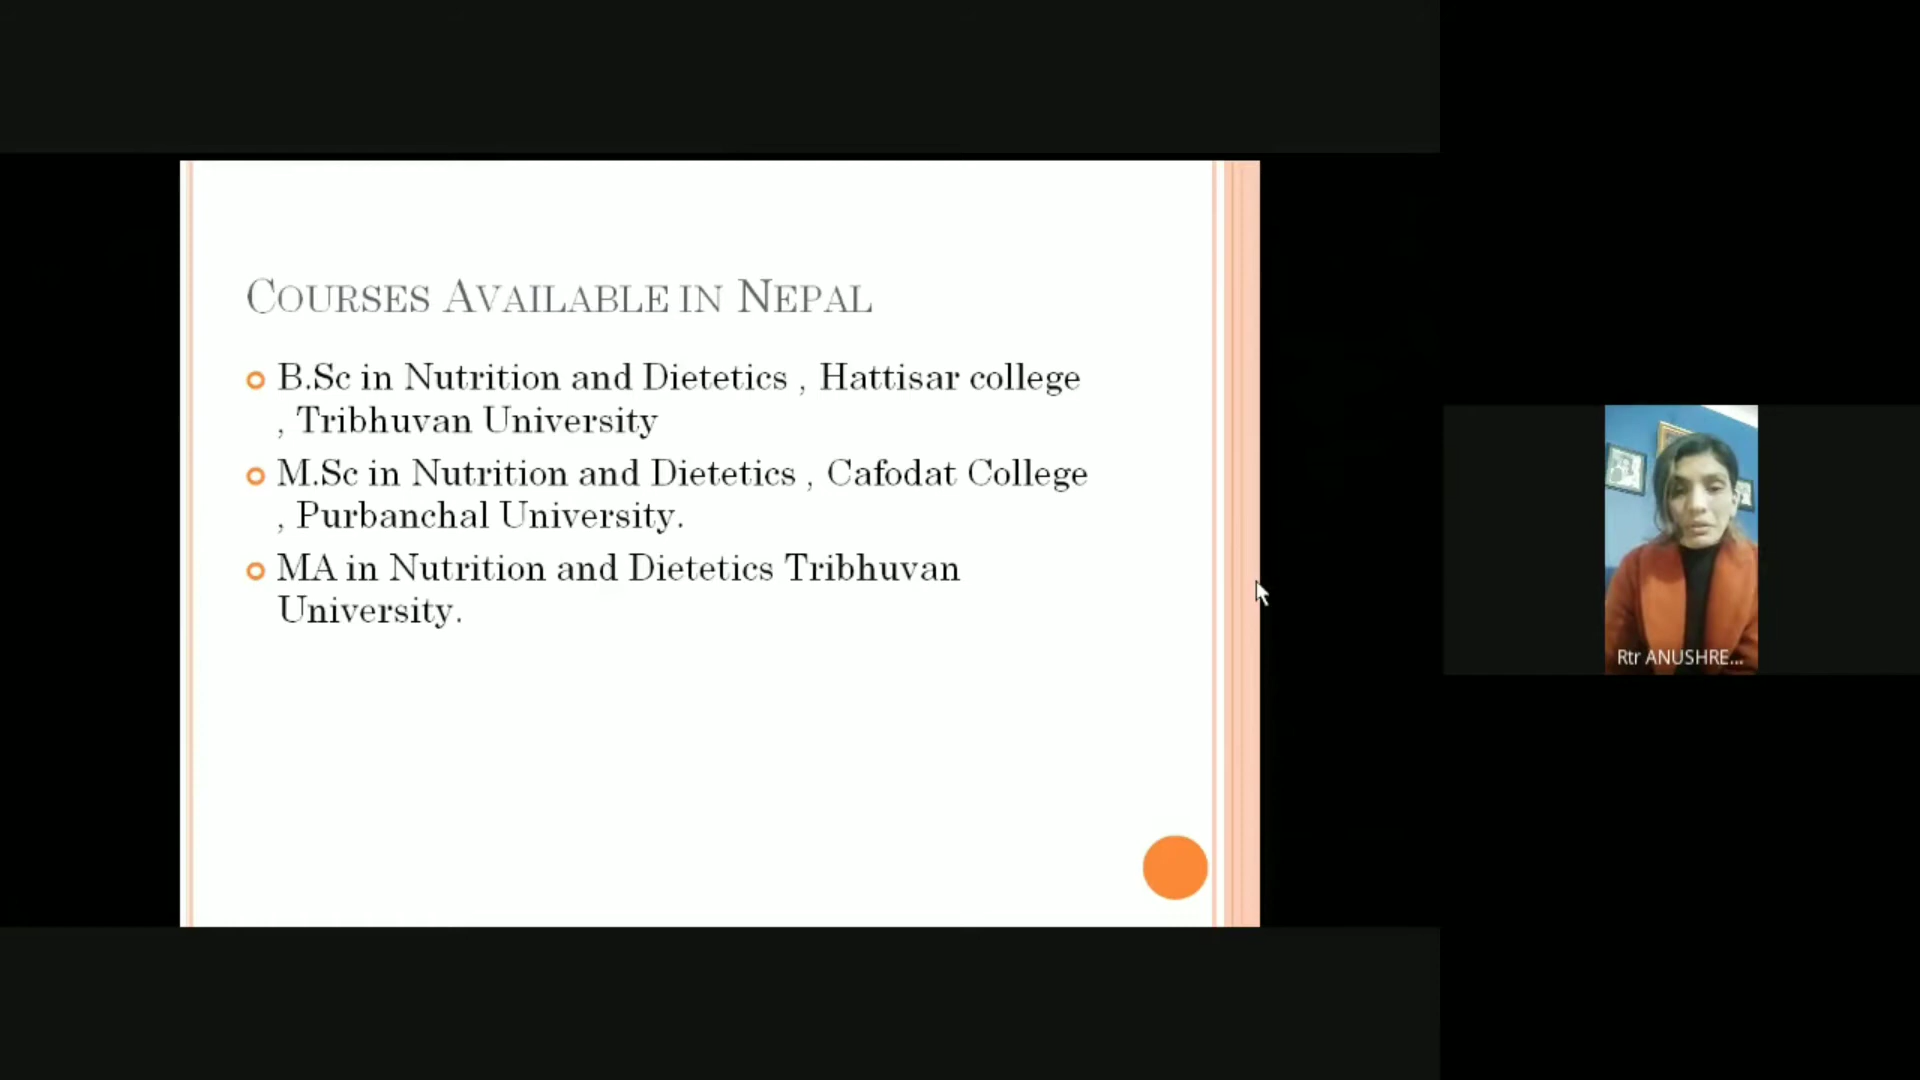 COURSES AVAILABLE IN NEPAL
B.Sc in Nutrition and Dietetics , Hattisar college
, Tribhuvan University
M.Sc in Nutrition and Dietetics , Cafodat College
, Purbanchal University.
MA in Nutrition and Dietetics Tribhuvan
University.
Rtr ANUSHRE...